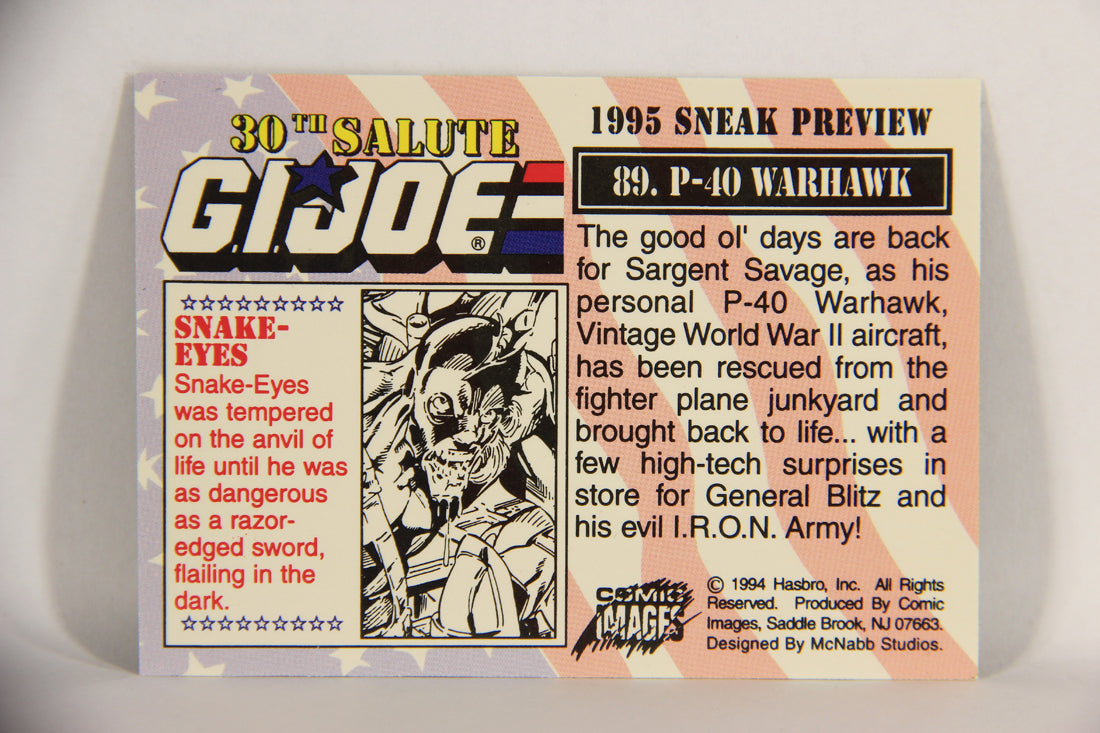 30TH SALUTE
G.I. JOE ®
SNAKE-
EYES
Snake-Eyes
was tempered
on the anvil of
life until he was
as dangerous
as a razor-
edged sword,
flailing in the
dark.
1995 SNEAK PREVIEW
89. P-40 WARHAWK
The good ol' days are back
for Sargent Savage, as his
personal P-40 Warhawk,
Vintage World War II aircraft,
has been rescued from the
fighter plane junkyard and
brought back to life... with a
few high-tech surprises in
store for General Blitz and
his evil I.R.O.N. Army!
COMIC
IMAGES
© 1994 Hasbro, Inc. All Rights
Reserved. Produced By Comic
Images, Saddle Brook, NJ 07663.
Designed By McNabb Studios.